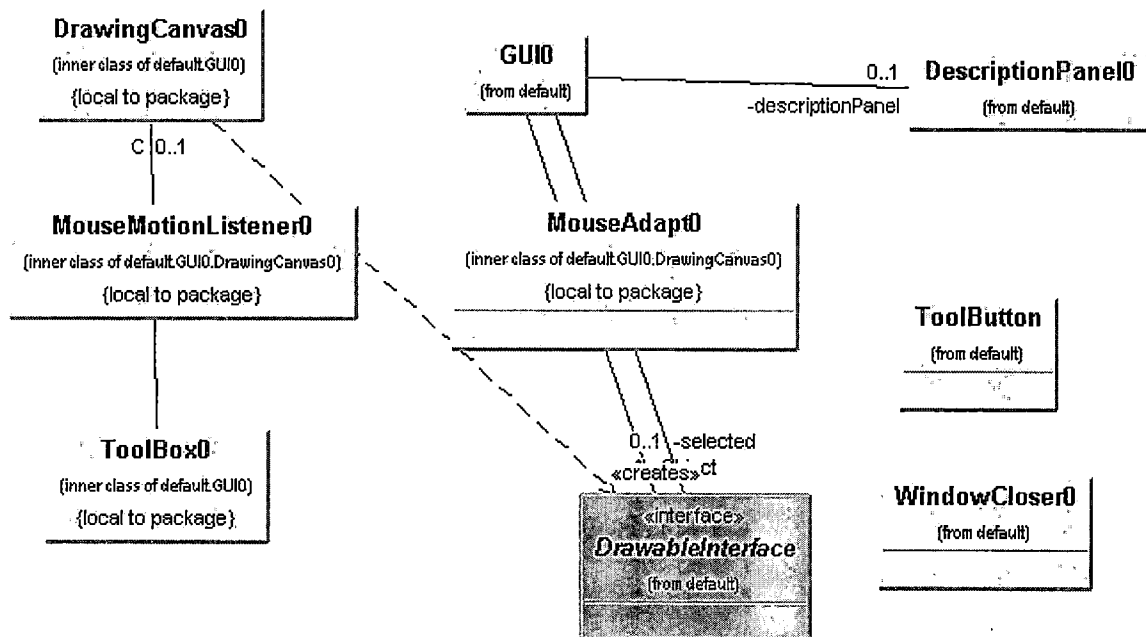 DrawingCanvas0
(inner class of default.GUI0)
{local to package}
C 0..1
GUI0
(from default)
0..1
-descriptionPanel
DescriptionPanel0
(from default)
MouseMotionListener0
(inner class of default.GUI0.DrawingCanvas0)
{local to package}
MouseAdapt0
(inner class of default.GUI0.DrawingCanvas0)
{local to package}
ToolButton
(from default)
ToolBox0
(inner class of default.GUI0)
{local to package}
0..1 -selected
«creates» ct
«interface»
DrawableInterface
(from default)
WindowCloser0
(from default)